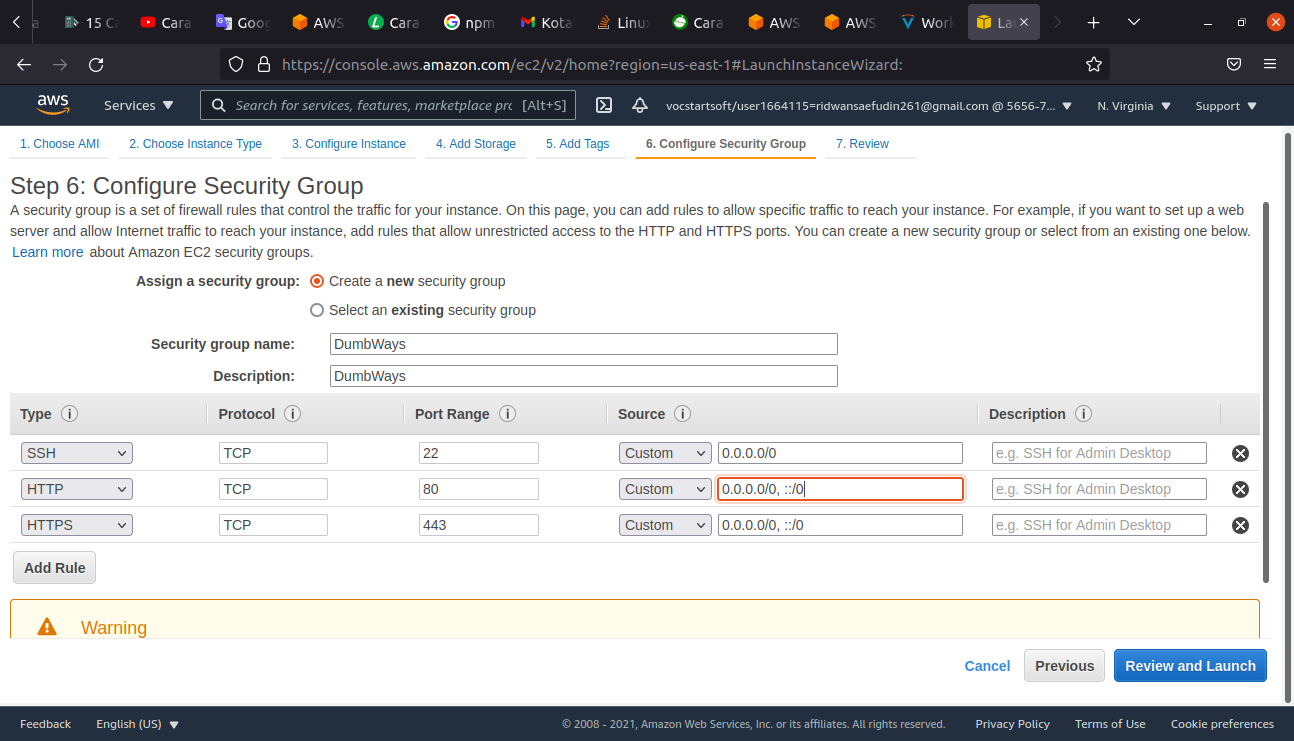 15 C
Cara
Goog
AWS
Cara
npm
Kota
Linu
Cara
AWS
AWS
Work
La
https://console.aws.amazon.com/ec2/v2/home?region=us-east-1#LaunchInstanceWizard:
aws Services Search for services, features, marketplace prc [Alt+S] vocstartsoft/user1664115=ridwansaefudin261@gmail.com @ 5656-7... N. Virginia Support
1. Choose AMI 2. Choose Instance Type 3. Configure Instance 4. Add Storage 5. Add Tags 6. Configure Security Group 7. Review
Step 6: Configure Security Group
A security group is a set of firewall rules that control the traffic for your instance. On this page, you can add rules to allow specific traffic to reach your instance. For example, if you want to set up a web
server and allow Internet traffic to reach your instance, add rules that allow unrestricted access to the HTTP and HTTPS ports. You can create a new security group or select from an existing one below.
Learn more about Amazon EC2 security groups.
Assign a security group: Create a new security group
Select an existing security group
Security group name: DumbWays
Description: DumbWays
Type i Protocol i Port Range i Source i Description i
SSH TCP 22 Custom 0.0.0.0/0 e.g. SSH for Admin Desktop
HTTP TCP 80 Custom 0.0.0.0/0, ::/0 e.g. SSH for Admin Desktop
HTTPS TCP 443 Custom 0.0.0.0/0, ::/0 e.g. SSH for Admin Desktop
Add Rule
Warning
Cancel Previous Review and Launch
Feedback English (US) © 2008 - 2021, Amazon Web Services, Inc. or its affiliates. All rights reserved. Privacy Policy Terms of Use Cookie preferences